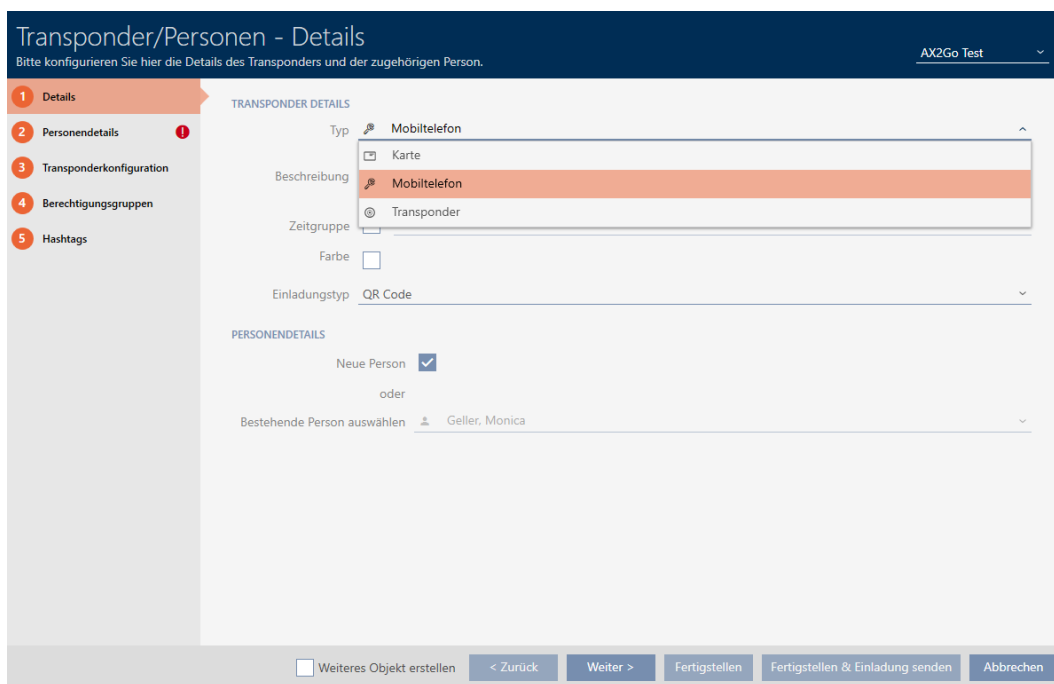 Transponder/Personen - Details
Bitte konfigurieren Sie hier die Details des Transponders und der zugehörigen Person.
AX2Go Test
1 Details
2 Personendetails !
3 Transponderkonfiguration
4 Berechtigungsgruppen
5 Hashtags
TRANSPONDER DETAILS
Typ Mobiltelefon
Karte
Beschreibung
Mobiltelefon
Transponder
Zeitgruppe
Farbe
Einladungstyp QR Code
PERSONENDETAILS
Neue Person
oder
Bestehende Person auswählen Geller, Monica
Weiteres Objekt erstellen < Zurück Weiter > Fertigstellen Fertigstellen & Einladung senden Abbrechen